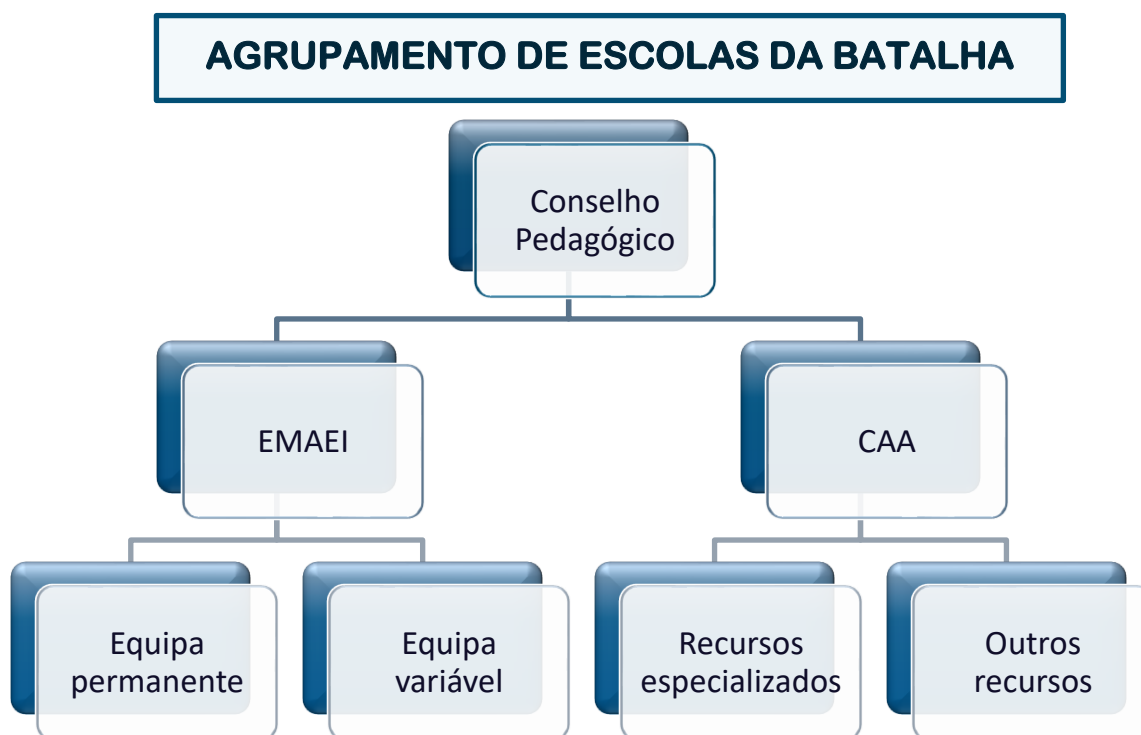 AGRUPAMENTO DE ESCOLAS DA BATALHA
Conselho
Pedagógico
EMAEI
CAA
Equipa
permanente
Equipa
variável
Recursos
especializados
Outros
recursos